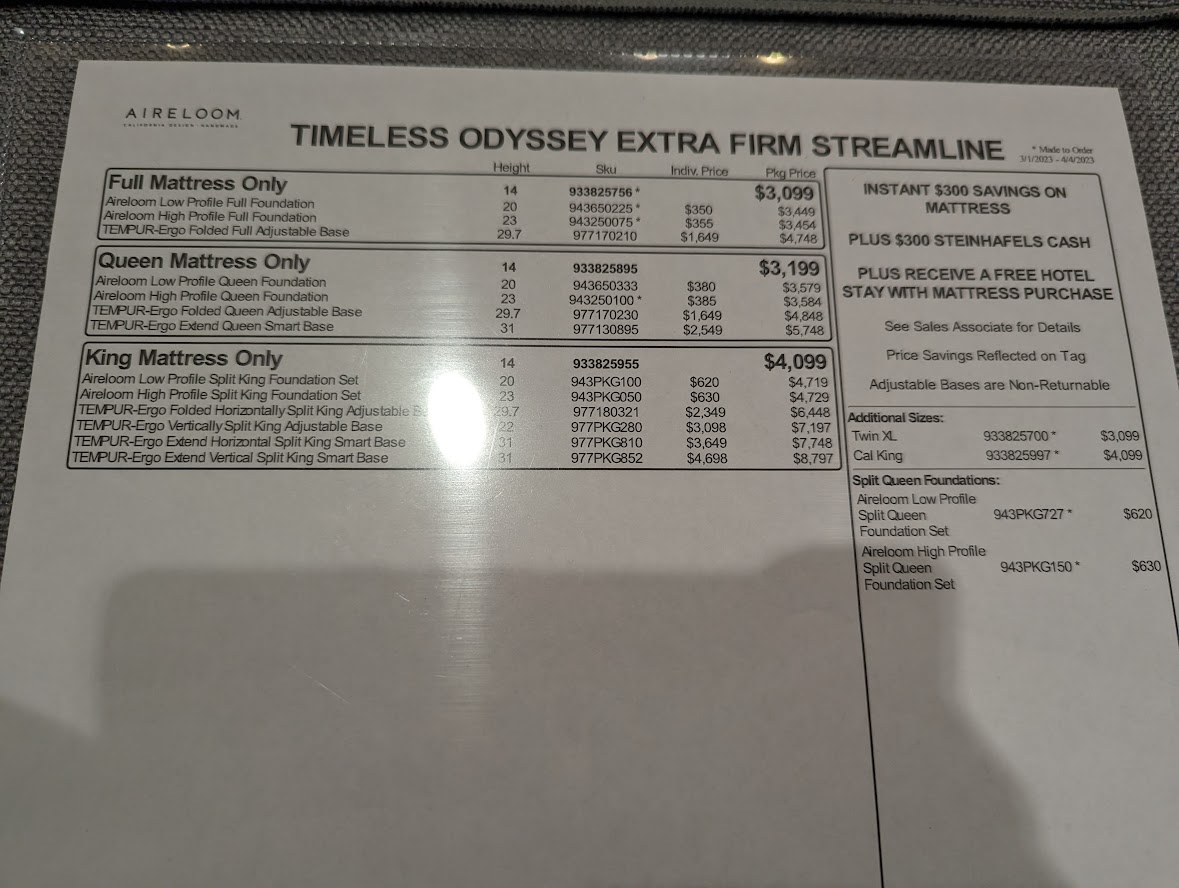 AIRELOOM
CALIFORNIA DESIGN · HANDMADE
TIMELESS ODYSSEY EXTRA FIRM STREAMLINE
* Made to Order
3/1/2023 - 4/4/2023
Height Sku Indiv. Price Pkg Price
Full Mattress Only 14 933825756 * $3,099
Aireloom Low Profile Full Foundation 20 943650225 * $350 $3,449
Aireloom High Profile Full Foundation 23 943250075 * $355 $3,454
TEMPUR-Ergo Folded Full Adjustable Base 29.7 977170210 $1,649 $4,748
Queen Mattress Only 14 933825895 $3,199
Aireloom Low Profile Queen Foundation 20 943650333 $380 $3,579
Aireloom High Profile Queen Foundation 23 943250100 * $385 $3,584
TEMPUR-Ergo Folded Queen Adjustable Base 29.7 977170230 $1,649 $4,848
TEMPUR-Ergo Extend Queen Smart Base 31 977130895 $2,549 $5,748
King Mattress Only 14 933825955 $4,099
Aireloom Low Profile Split King Foundation Set 20 943PKG100 $620 $4,719
Aireloom High Profile Split King Foundation Set 23 943PKG050 $630 $4,729
TEMPUR-Ergo Folded Horizontally Split King Adjustable 29.7 977180321 $2,349 $6,448
TEMPUR-Ergo Vertically Split King Adjustable Base 22 977PKG280 $3,098 $7,197
TEMPUR-Ergo Extend Horizontal Split King Smart Base 31 977PKG810 $3,649 $7,748
TEMPUR-Ergo Extend Vertical Split King Smart Base 31 977PKG852 $4,698 $8,797
INSTANT $300 SAVINGS ON
MATTRESS
PLUS $300 STEINHAFELS CASH
PLUS RECEIVE A FREE HOTEL
STAY WITH MATTRESS PURCHASE
See Sales Associate for Details
Price Savings Reflected on Tag
Adjustable Bases are Non-Returnable
Additional Sizes:
Twin XL 933825700 * $3,099
Cal King 933825997 * $4,099
Split Queen Foundations:
Aireloom Low Profile
Split Queen 943PKG727 * $620
Foundation Set
Aireloom High Profile
Split Queen 943PKG150 * $630
Foundation Set